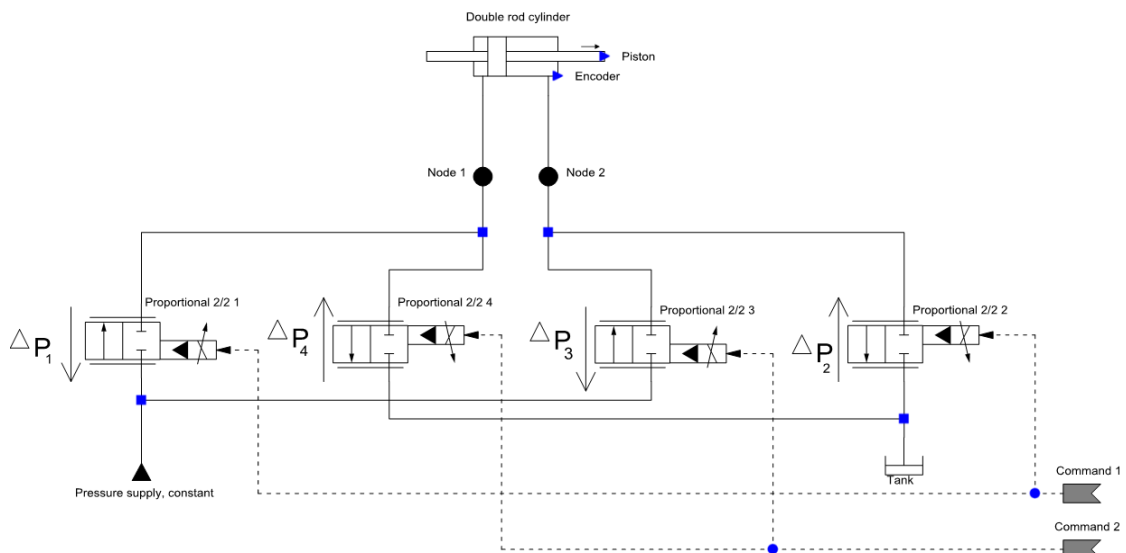 Double rod cylinder
Piston
Encoder
Node 1
Node 2
Proportional 2/2 1
Proportional 2/2 4
Proportional 2/2 3
Proportional 2/2 2
△P1
△P4
△P3
△P2
Pressure supply, constant
Tank
Command 1
Command 2